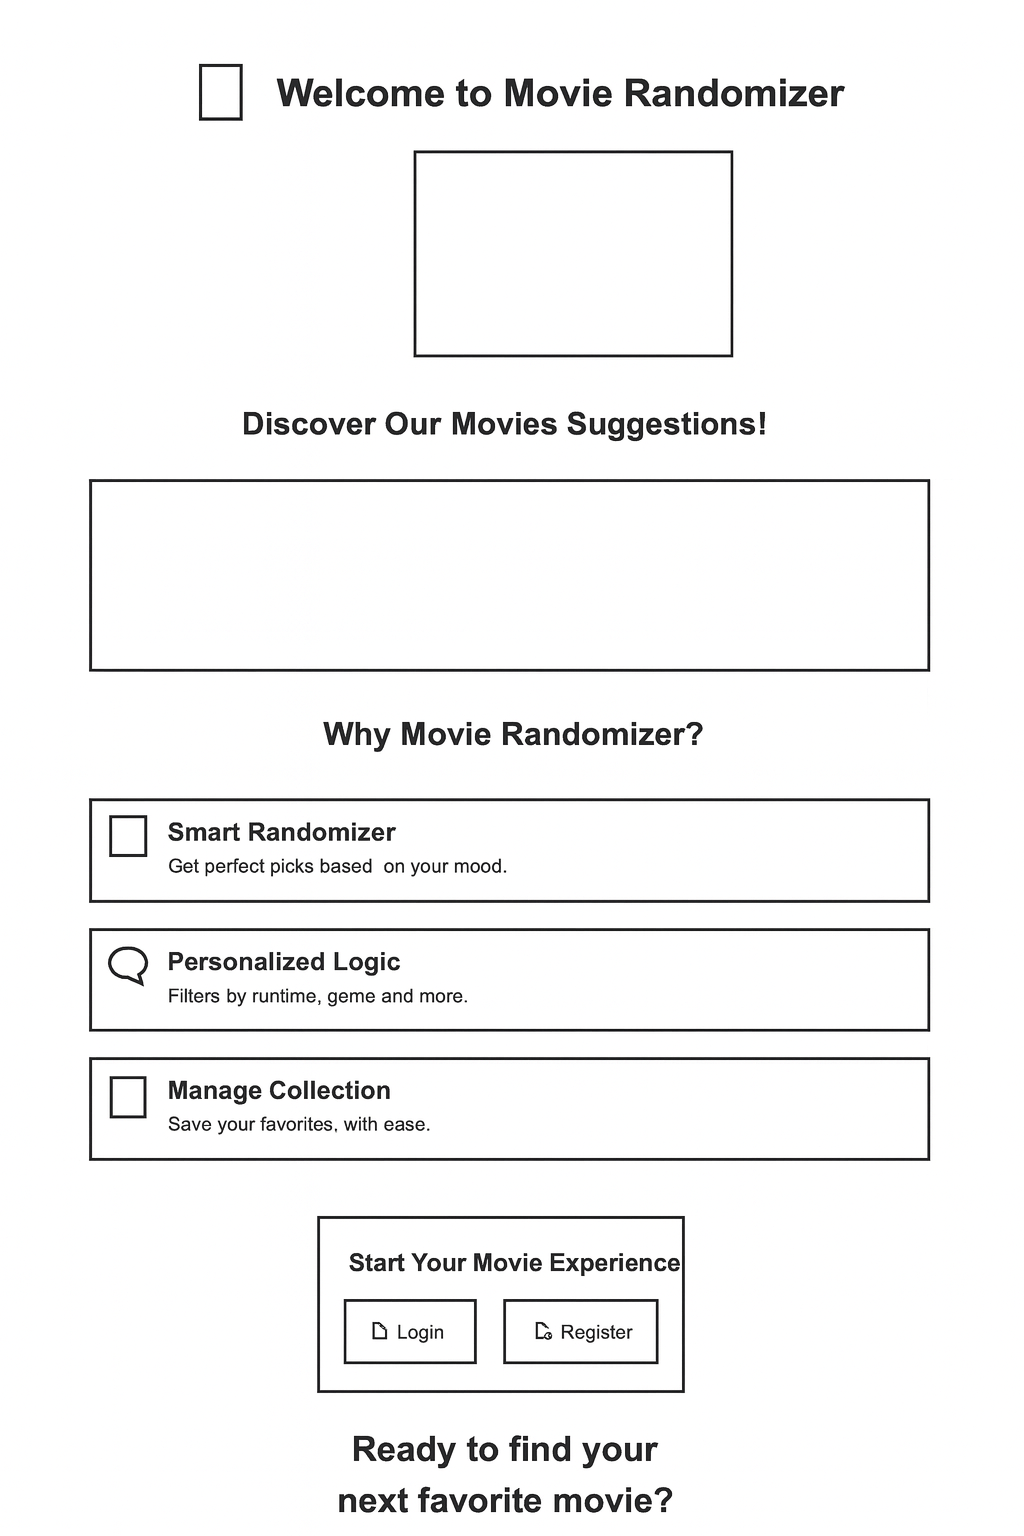 Welcome to Movie Randomizer
Discover Our Movies Suggestions!
Why Movie Randomizer?
Smart Randomizer
Get perfect picks based  on your mood.
Personalized Logic
Filters by runtime, geme and more.
Manage Collection
Save your favorites, with ease.
Start Your Movie Experience
Login
Register
Ready to find your
next favorite movie?